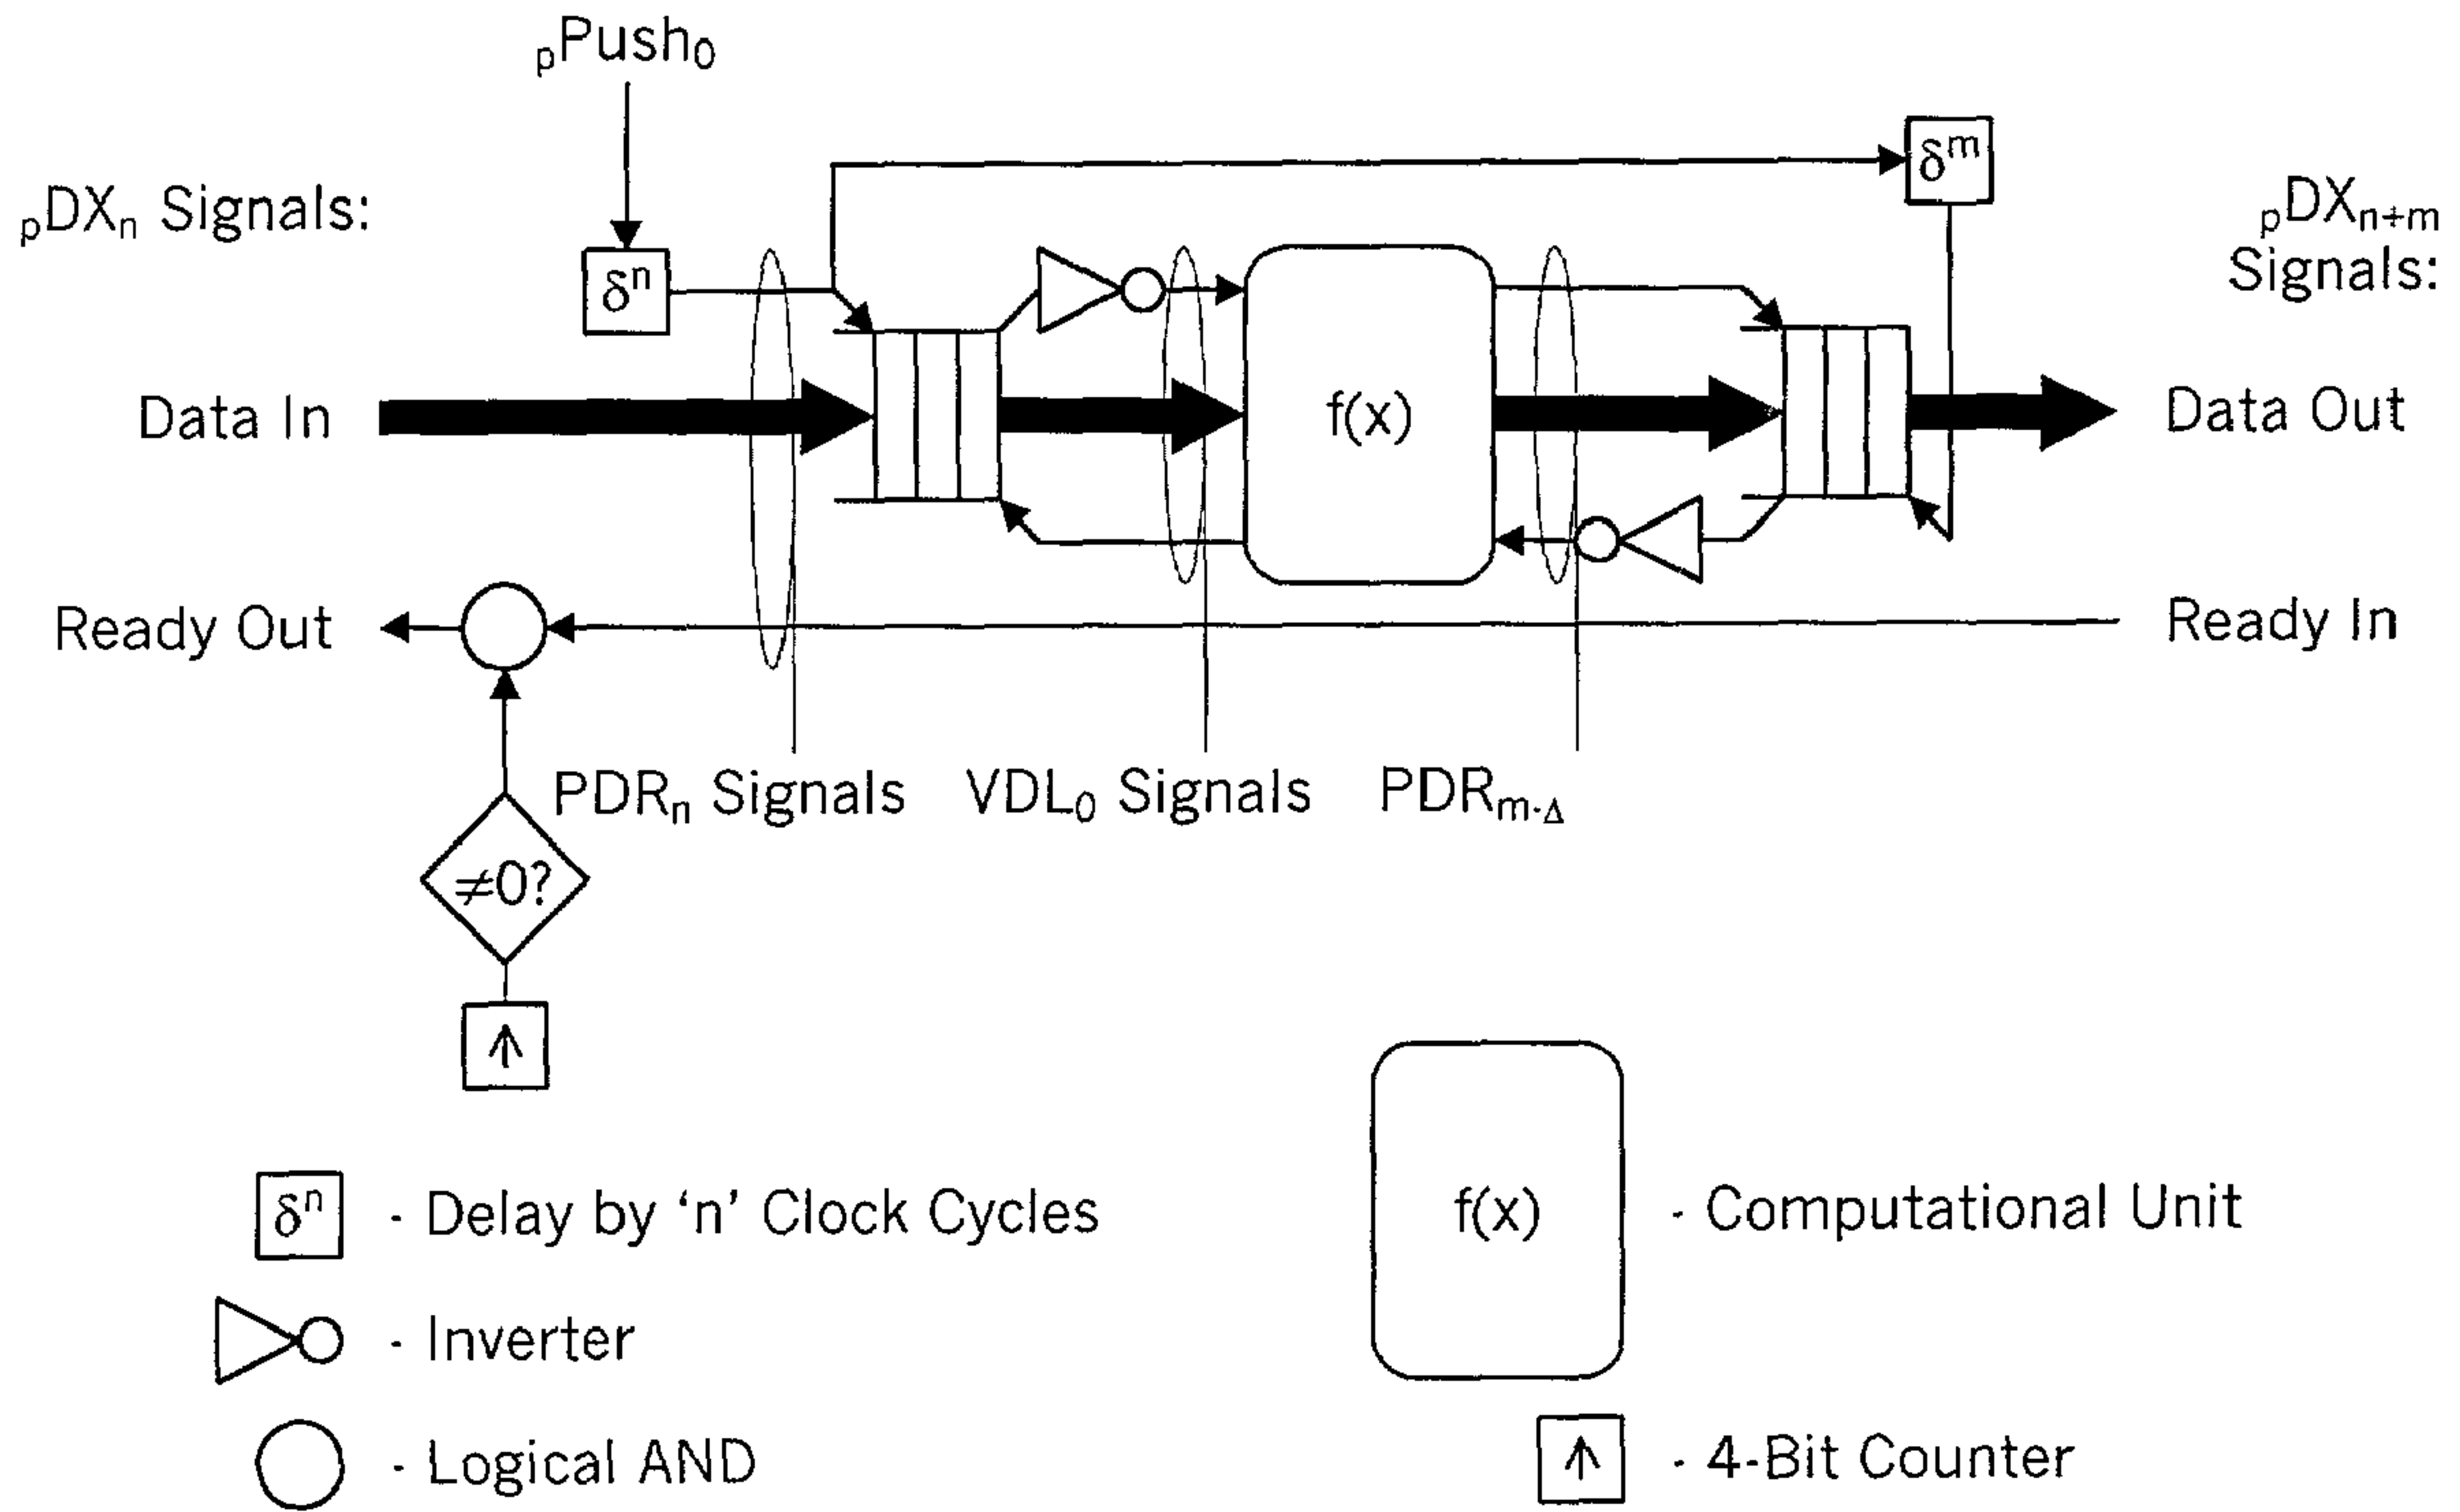 pPush0
δm
pDXn Signals:
pDXn+m
Signals:
δn
Data In
f(x)
Data Out
Ready Out
Ready In
PDRn Signals
VDL0 Signals
PDRm-Δ
≠0?
↑
δn - Delay by ‘n’ Clock Cycles
f(x) - Computational Unit
- Inverter
- Logical AND
↑ - 4-Bit Counter